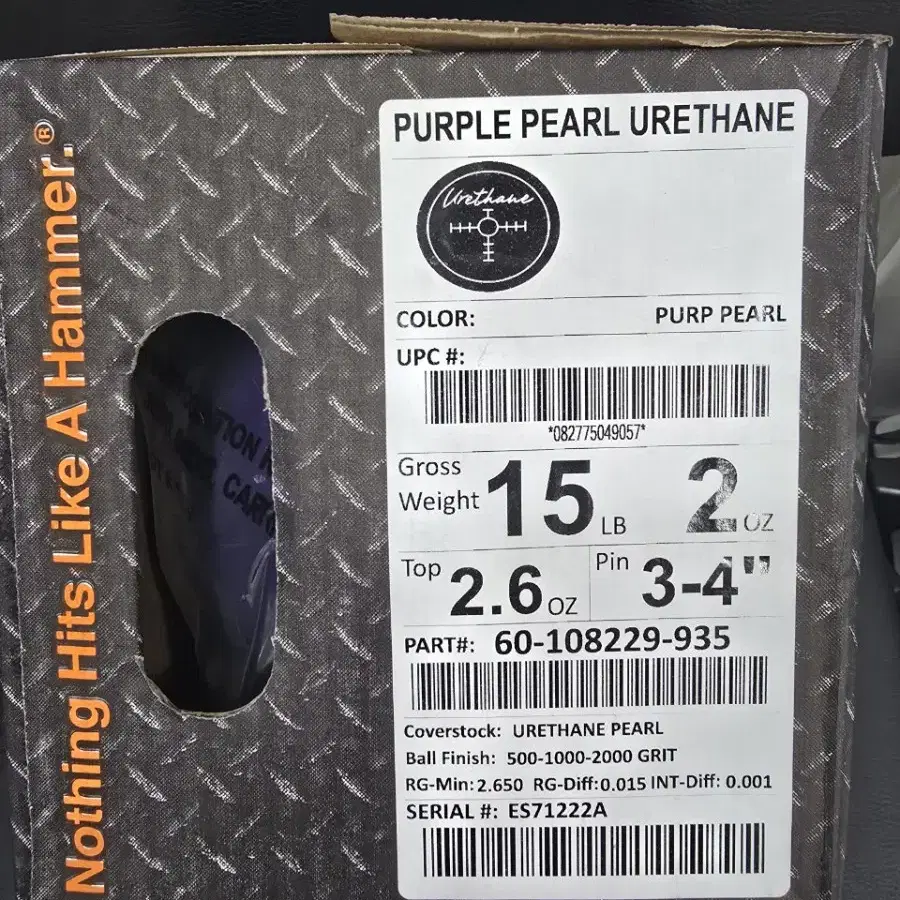 Nothing Hits Like A Hammer.®
PURPLE PEARL URETHANE
Urethane
COLOR: PURP PEARL
UPC #:
*082775049057*
Gross Weight 15 LB 2 OZ
Top 2.6 OZ Pin 3-4"
PART#: 60-108229-935
Coverstock: URETHANE PEARL
Ball Finish: 500-1000-2000 GRIT
RG-Min: 2.650 RG-Diff: 0.015 INT-Diff: 0.001
SERIAL #: ES71222A